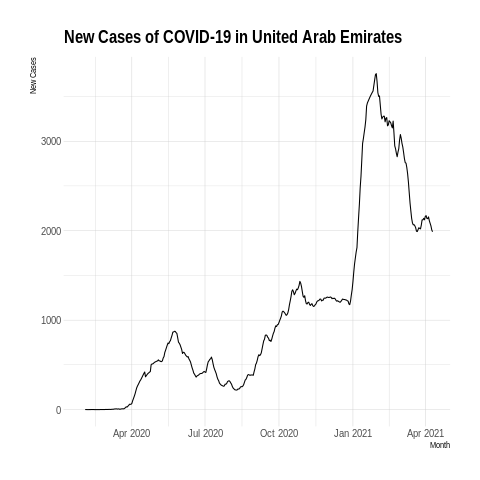 New Cases of COVID-19 in United Arab Emirates
New Cases
3000
2000
1000
0
Apr 2020 Jul 2020 Oct 2020 Jan 2021 Apr 2021
Month